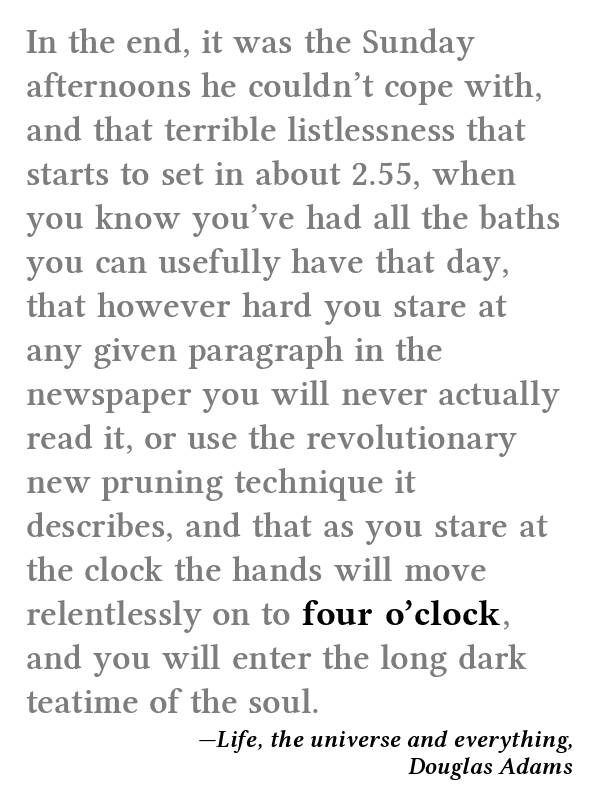 In the end, it was the Sunday
afternoons he couldn’t cope with,
and that terrible listlessness that
starts to set in about 2.55, when
you know you’ve had all the baths
you can usefully have that day,
that however hard you stare at
any given paragraph in the
newspaper you will never actually
read it, or use the revolutionary
new pruning technique it
describes, and that as you stare at
the clock the hands will move
relentlessly on to four o’clock,
and you will enter the long dark
teatime of the soul.
—Life, the universe and everything,
Douglas Adams